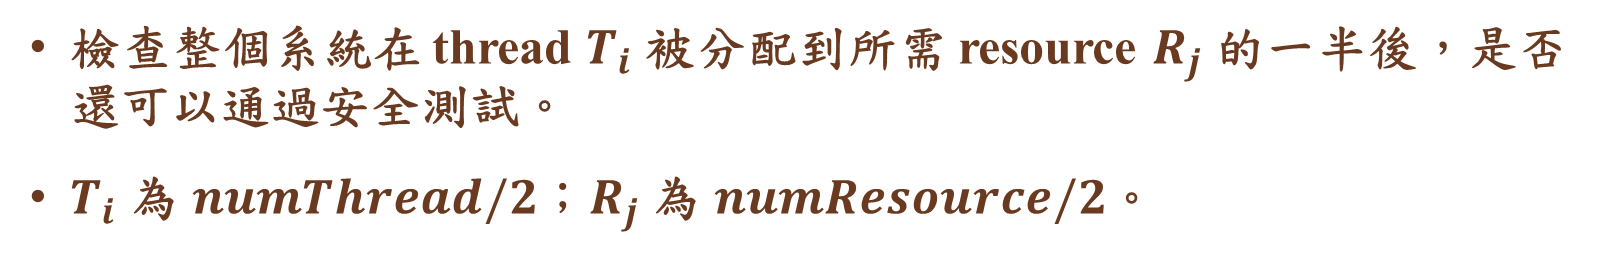 • 檢查整個系統在 thread Tᵢ 被分配到所需 resource Rⱼ 的一半後，是否
還可以通過安全測試。
• Tᵢ 為 numThread/2；Rⱼ 為 numResource/2。